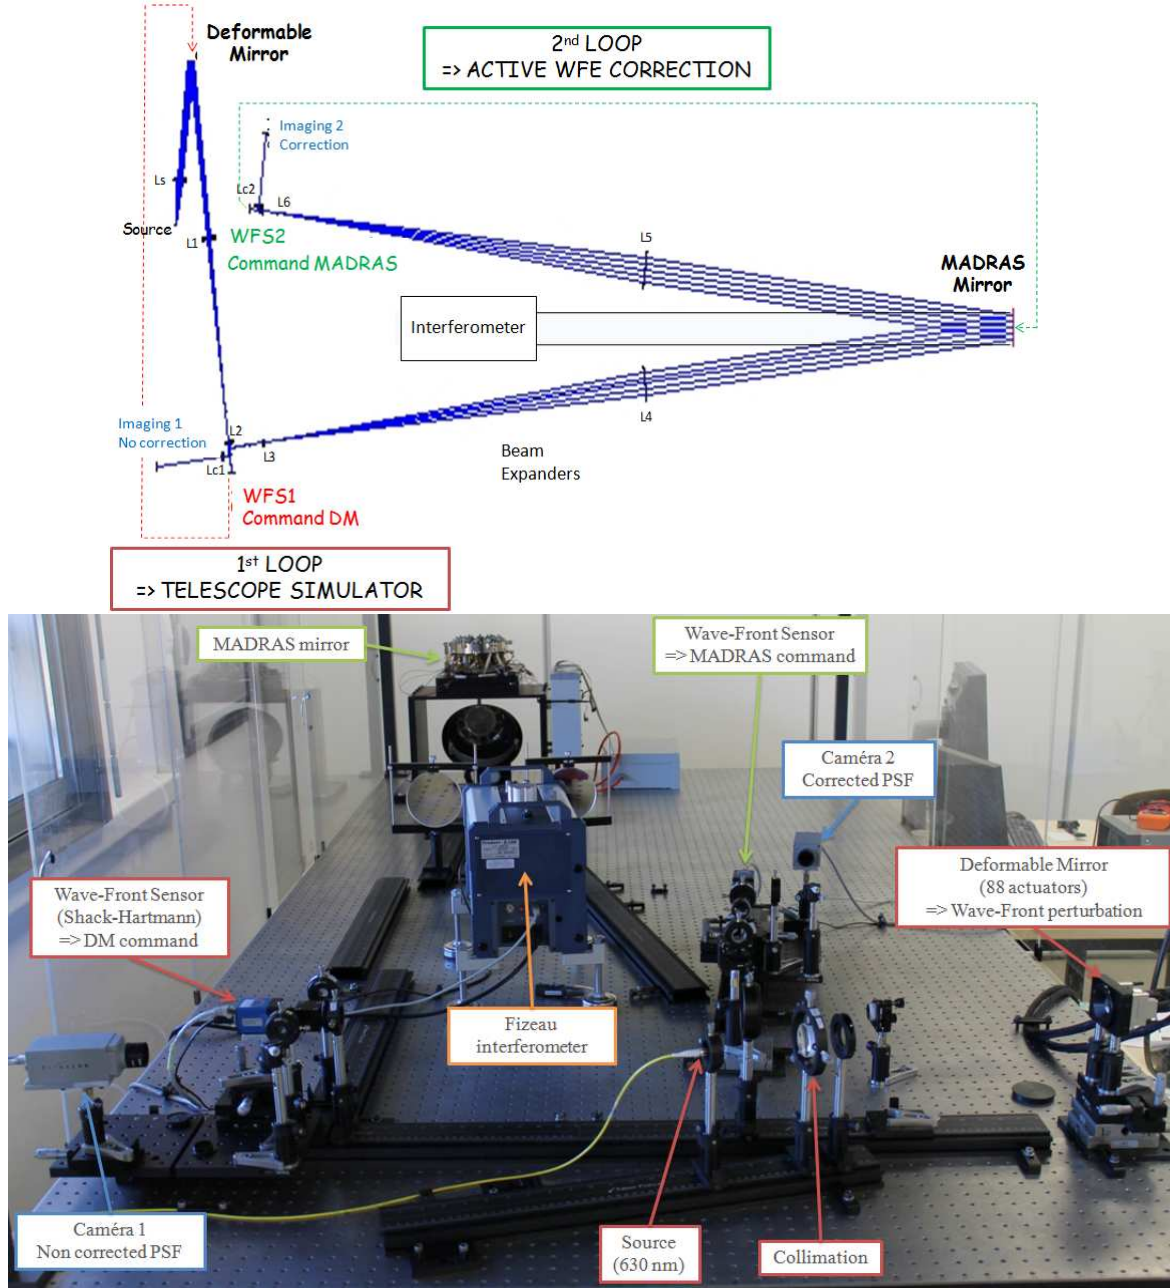 Deformable
Mirror
2nd LOOP
=> ACTIVE WFE CORRECTION
Imaging 2
Correction
Ls
Lc2
L6
Source
L1
WFS2
Command MADRAS
L5
MADRAS
Mirror
Interferometer
Imaging 1
No correction
L2
L4
Lc1
L3
Beam
Expanders
WFS1
Command DM
1st LOOP
=> TELESCOPE SIMULATOR
MADRAS mirror
Wave-Front Sensor
=> MADRAS command
Caméra 2
Corrected PSF
Wave-Front Sensor
(Shack-Hartmann)
=> DM command
Deformable Mirror
(88 actuators)
=> Wave-Front perturbation
Fizeau
interferometer
Caméra 1
Non corrected PSF
Source
(630 nm)
Collimation